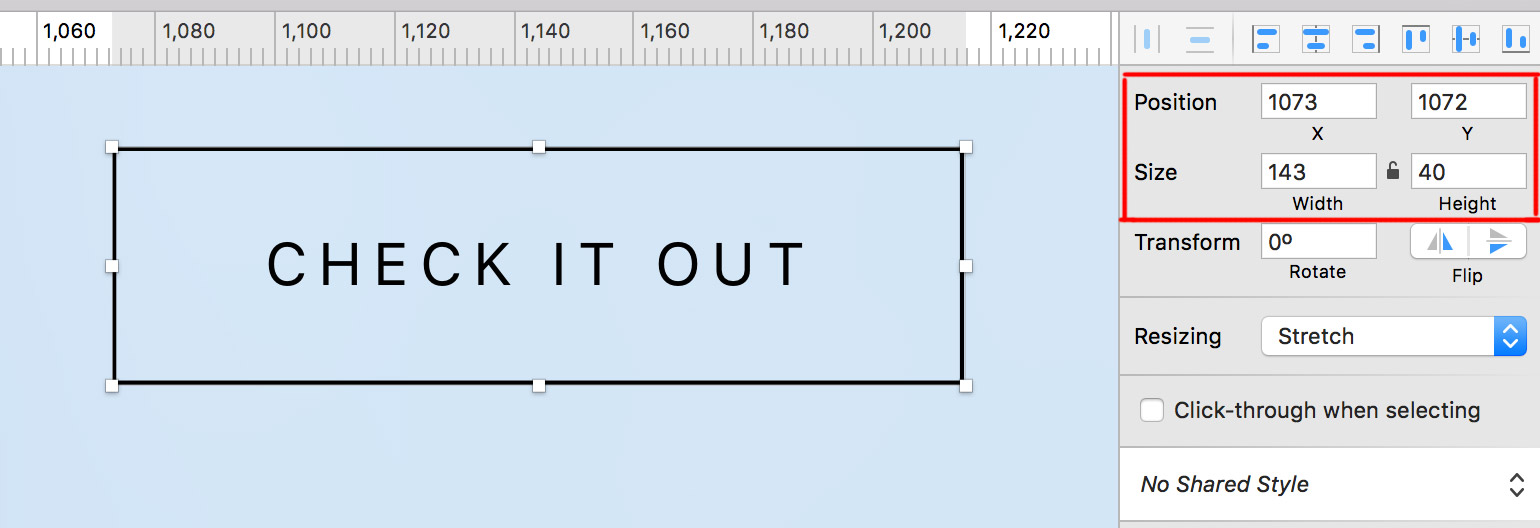 1,060 1,080 1,100 1,120 1,140 1,160 1,180 1,200 1,220
CHECK IT OUT
Position 1073 1072
X Y
Size 143 40
Width Height
Transform 0º
Rotate Flip
Resizing Stretch
Click-through when selecting
No Shared Style